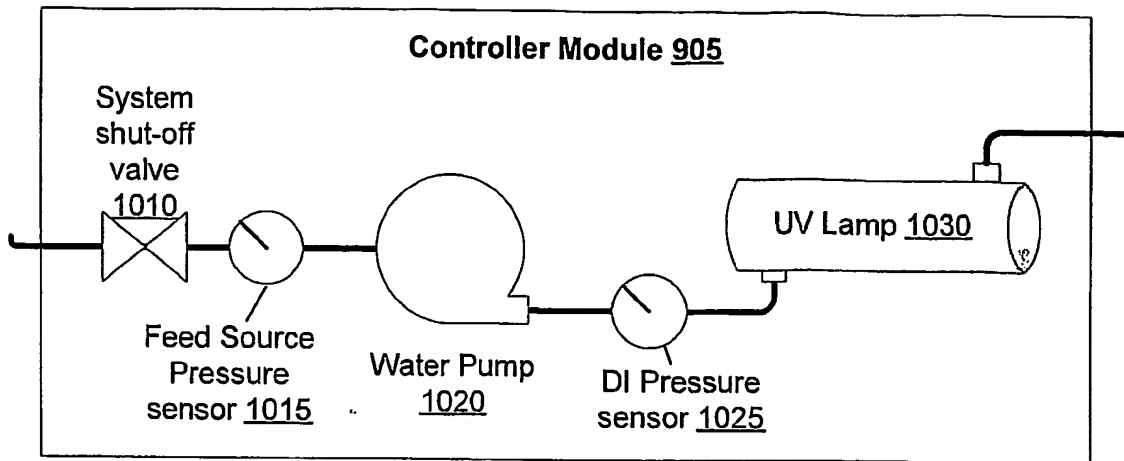 Controller Module 905
System
shut-off
valve
1010
UV Lamp 1030
Feed Source
Pressure
sensor 1015
Water Pump
1020
DI Pressure
sensor 1025